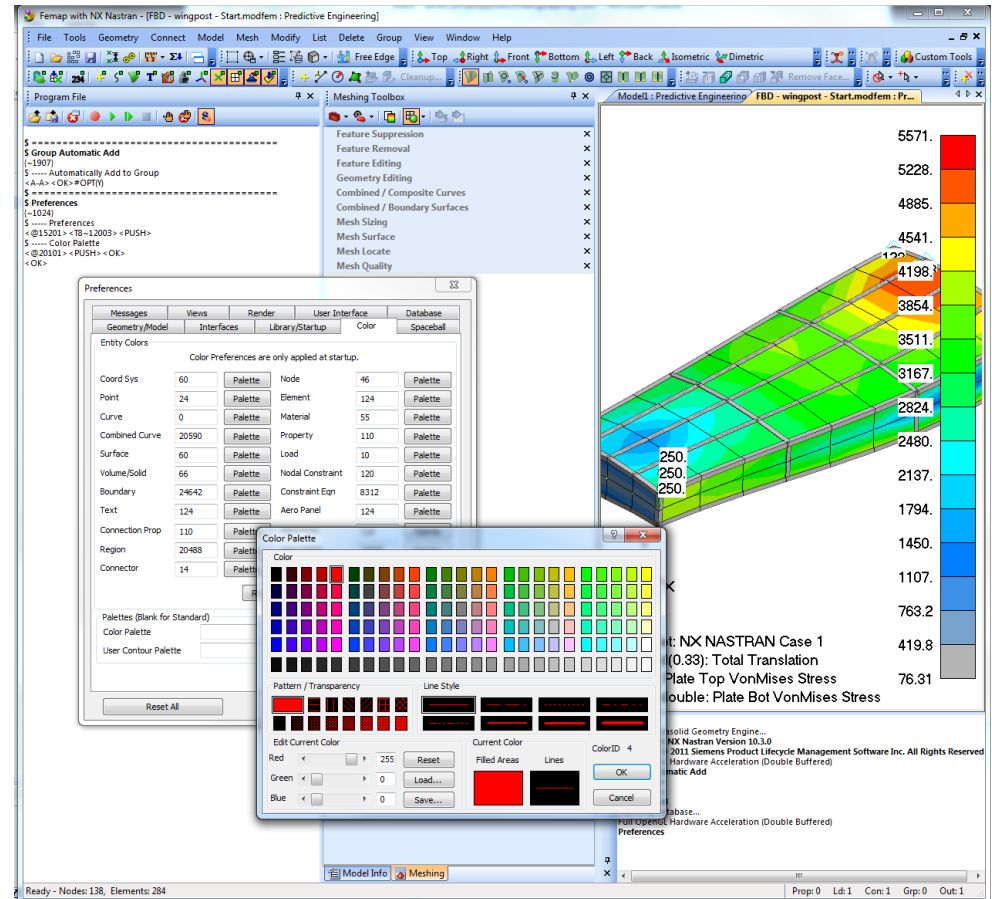 Femap with NX Nastran - [FBD - wingpost - Start.modfem : Predictive Engineering]
File Tools Geometry Connect Model Mesh Modify List Delete Group View Window Help
Free Edge Top Right Front Bottom Left Back Isometric Dimetric Custom Tools
Cleanup... Remove Face...
Program File
$ ========================================
$ Group Automatic Add
{~1907}
$ ----- Automatically Add to Group
<A-A><OK>#OPT(Y)
$ ========================================
$ Preferences
{~1024}
$ ----- Preferences
<@15201><T8~12003><PUSH>
$ ----- Color Palette
<@20101><PUSH><OK>
<OK>
Meshing Toolbox
Feature Suppression
Feature Removal
Feature Editing
Geometry Editing
Combined / Composite Curves
Combined / Boundary Surfaces
Mesh Sizing
Mesh Surface
Mesh Locate
Mesh Quality
Model1 : Predictive Engineering FBD - wingpost - Start.modfem : Pr...
5571.
5228.
4885.
4541.
4198.
3854.
3511.
3167.
2824.
2480.
2137.
1794.
1450.
1107.
763.2
419.8
76.31
250.
250.
250.
Preferences
Messages Views Render User Interface Database
Geometry/Model Interfaces Library/Startup Color Spaceball
Entity Colors
Color Preferences are only applied at startup.
Coord Sys 60 Palette Node 46 Palette
Point 24 Palette Element 124 Palette
Curve 0 Palette Material 55 Palette
Combined Curve 20590 Palette Property 110 Palette
Surface 60 Palette Load 10 Palette
Volume/Solid 66 Palette Nodal Constraint 120 Palette
Boundary 24642 Palette Constraint Eqn 8312 Palette
Text 124 Palette Aero Panel 124 Palette
Connection Prop 110
Region 20488
Connector 14
Palettes (Blank for Standard)
Color Palette
User Contour Palette
Reset All
Color Palette
Color
Pattern / Transparency Line Style
Edit Current Color Current Color ColorID 4
Red 255 Reset Filled Areas Lines
Green 0 Load... OK
Blue 0 Save... Cancel
X
t: NX NASTRAN Case 1
(0.33): Total Translation
Plate Top VonMises Stress
ouble: Plate Bot VonMises Stress
asolid Geometry Engine...
NX Nastran Version 10.3.0
2011 Siemens Product Lifecycle Management Software Inc. All Rights Reserved
Hardware Acceleration (Double Buffered)
matic Add
tabase...
Full OpenGL Hardware Acceleration (Double Buffered)
Preferences
Model Info Meshing
Ready - Nodes: 138, Elements: 284 Prop: 0 Ld: 1 Con: 1 Grp: 0 Out: 1